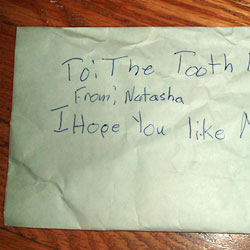 To: The Tooth
From; Natasha
I Hope You like